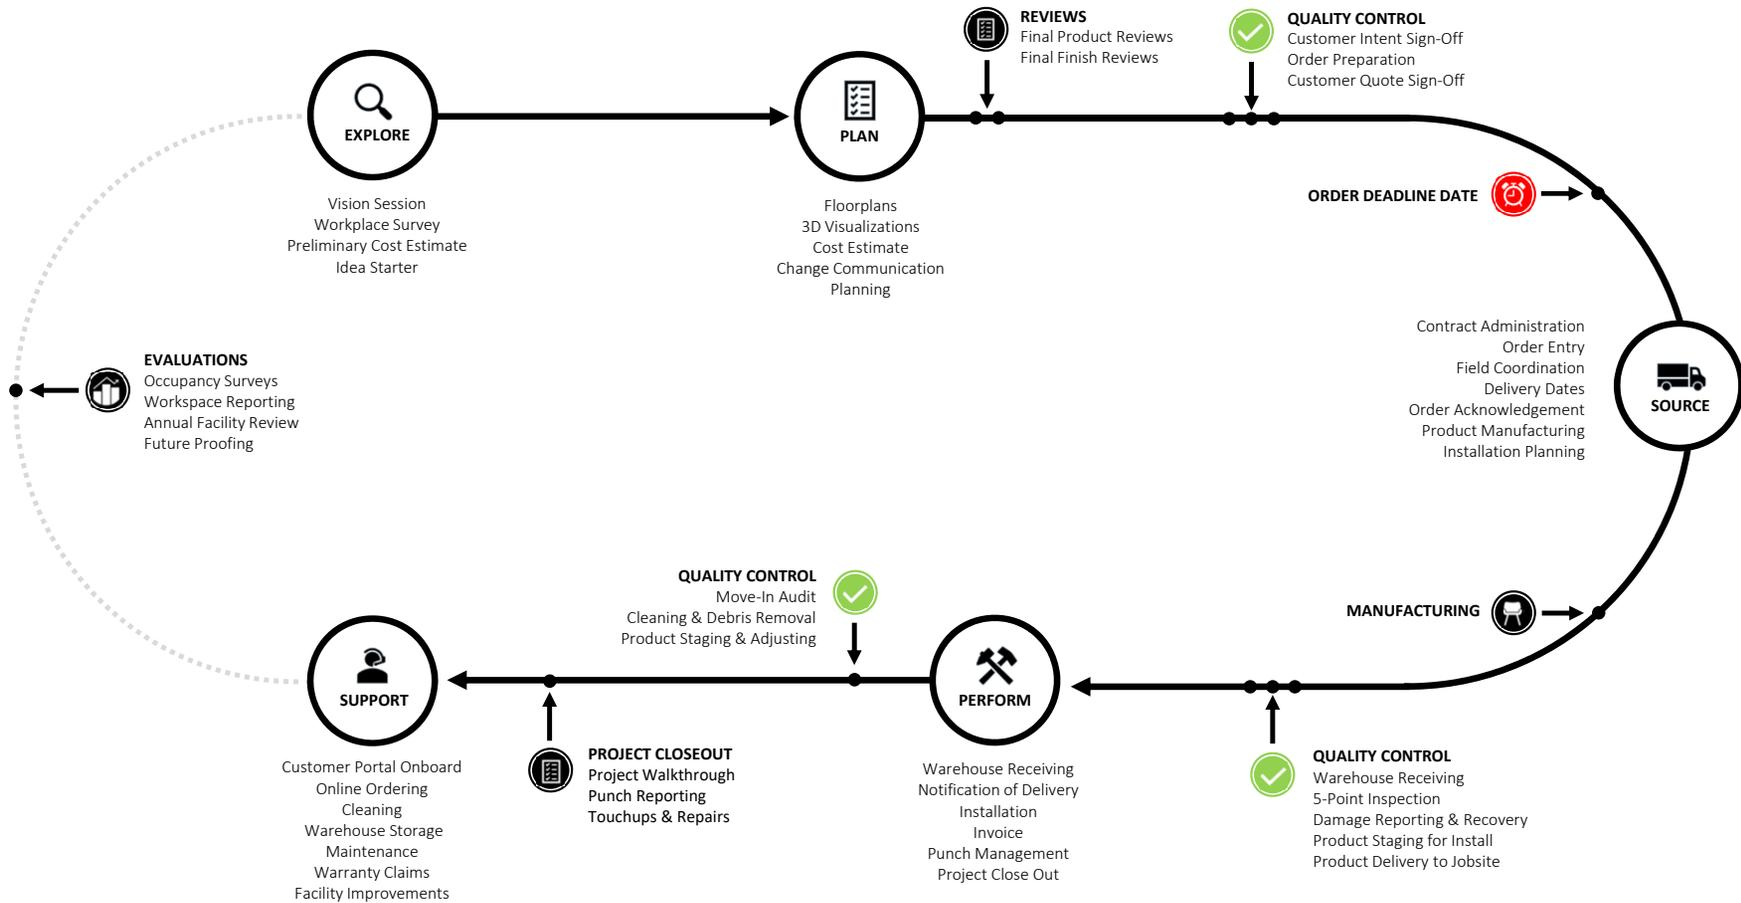 REVIEWS
Final Product Reviews
Final Finish Reviews
QUALITY CONTROL
Customer Intent Sign-Off
Order Preparation
Customer Quote Sign-Off
EXPLORE
Vision Session
Workplace Survey
Preliminary Cost Estimate
Idea Starter
PLAN
Floorplans
3D Visualizations
Cost Estimate
Change Communication
Planning
ORDER DEADLINE DATE
Contract Administration
Order Entry
Field Coordination
Delivery Dates
Order Acknowledgement
Product Manufacturing
Installation Planning
SOURCE
EVALUATIONS
Occupancy Surveys
Workspace Reporting
Annual Facility Review
Future Proofing
MANUFACTURING
QUALITY CONTROL
Move-In Audit
Cleaning & Debris Removal
Product Staging & Adjusting
SUPPORT
Customer Portal Onboard
Online Ordering
Cleaning
Warehouse Storage
Maintenance
Warranty Claims
Facility Improvements
PROJECT CLOSEOUT
Project Walkthrough
Punch Reporting
Touchups & Repairs
PERFORM
Warehouse Receiving
Notification of Delivery
Installation
Invoice
Punch Management
Project Close Out
QUALITY CONTROL
Warehouse Receiving
5-Point Inspection
Damage Reporting & Recovery
Product Staging for Install
Product Delivery to Jobsite